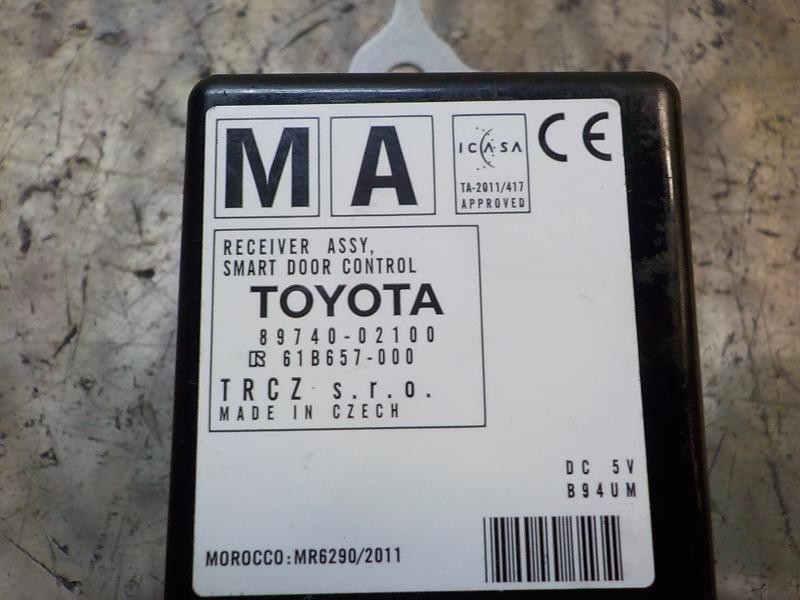 M A
ICASA
TA-2011/417
APPROVED
CE
RECEIVER ASSY,
SMART DOOR CONTROL
TOYOTA
89740-02100
R 61B657-000
TRCZ s.r.o.
MADE IN CZECH
DC 5V
B94UM
MOROCCO:MR6290/2011